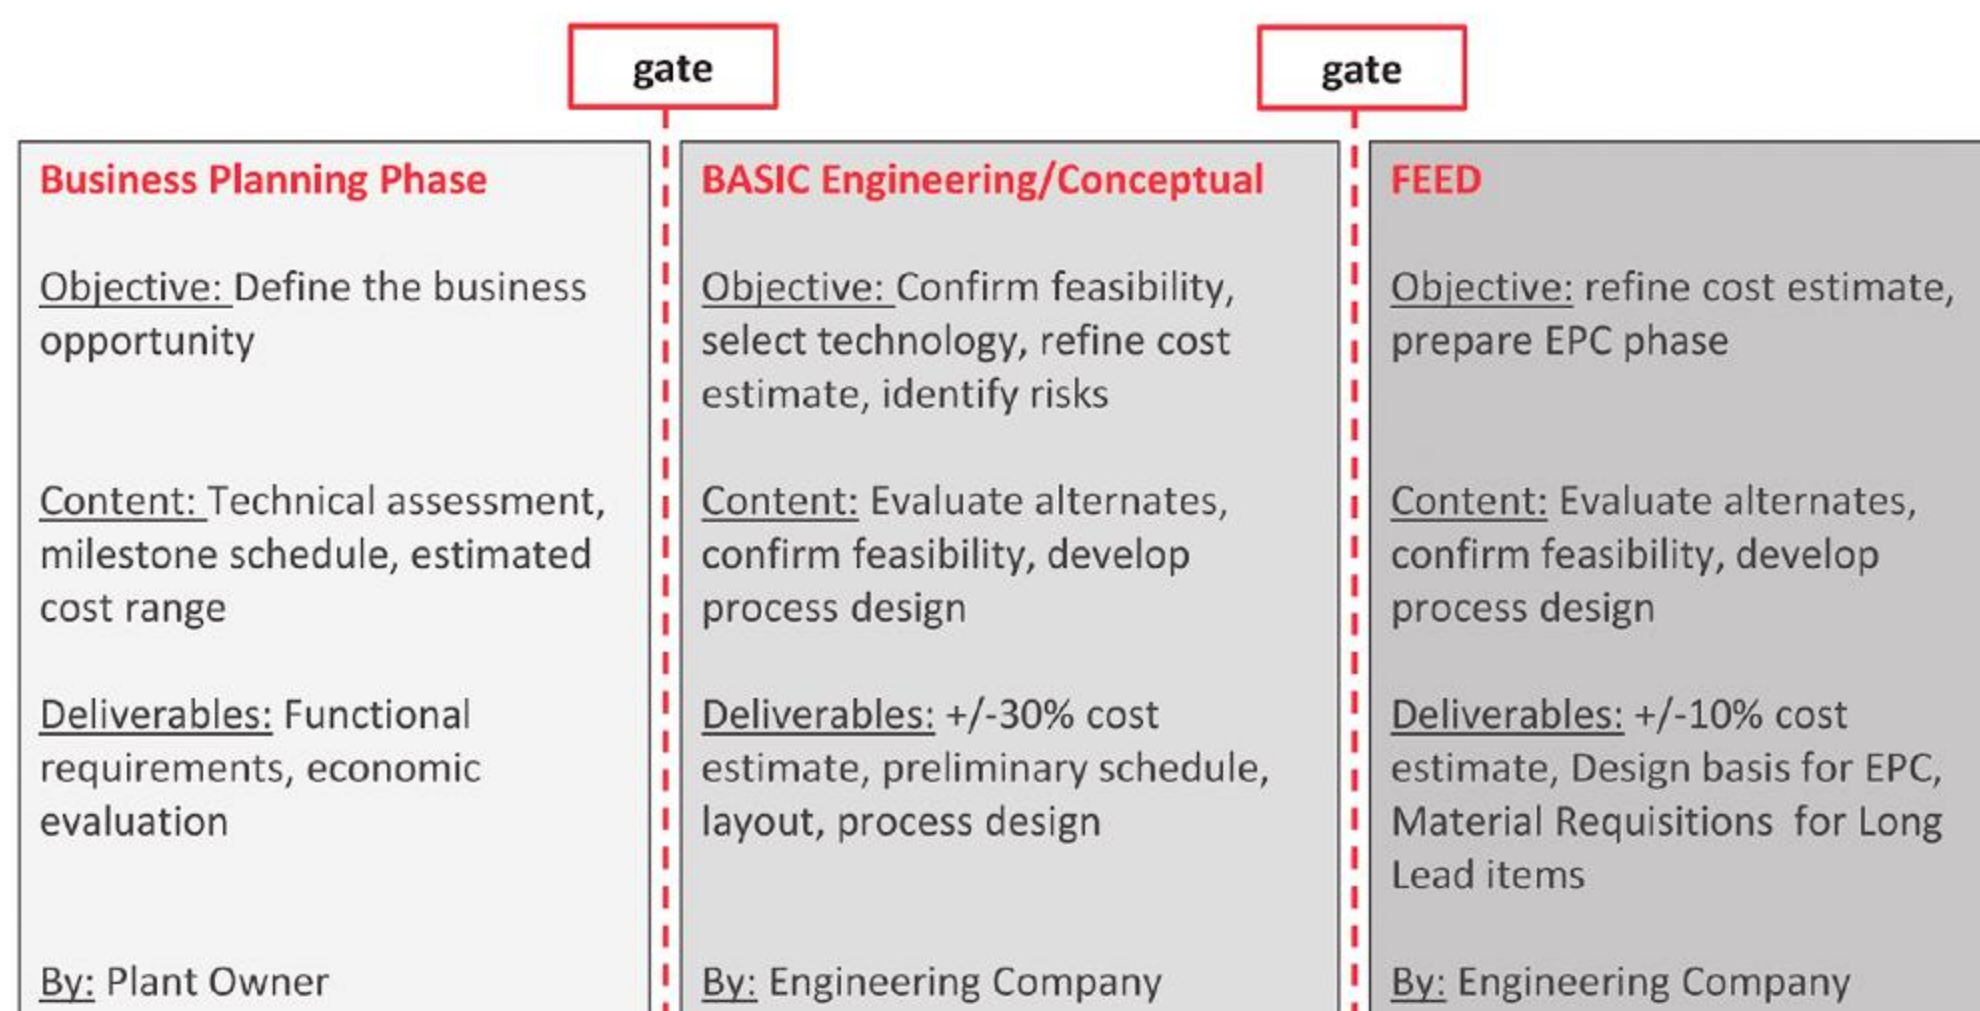 gate
gate
Business Planning Phase
Objective: Define the business
opportunity
Content: Technical assessment,
milestone schedule, estimated
cost range
Deliverables: Functional
requirements, economic
evaluation
By: Plant Owner
BASIC Engineering/Conceptual
Objective: Confirm feasibility,
select technology, refine cost
estimate, identify risks
Content: Evaluate alternates,
confirm feasibility, develop
process design
Deliverables: +/-30% cost
estimate, preliminary schedule,
layout, process design
By: Engineering Company
FEED
Objective: refine cost estimate,
prepare EPC phase
Content: Evaluate alternates,
confirm feasibility, develop
process design
Deliverables: +/-10% cost
estimate, Design basis for EPC,
Material Requisitions  for Long
Lead items
By: Engineering Company